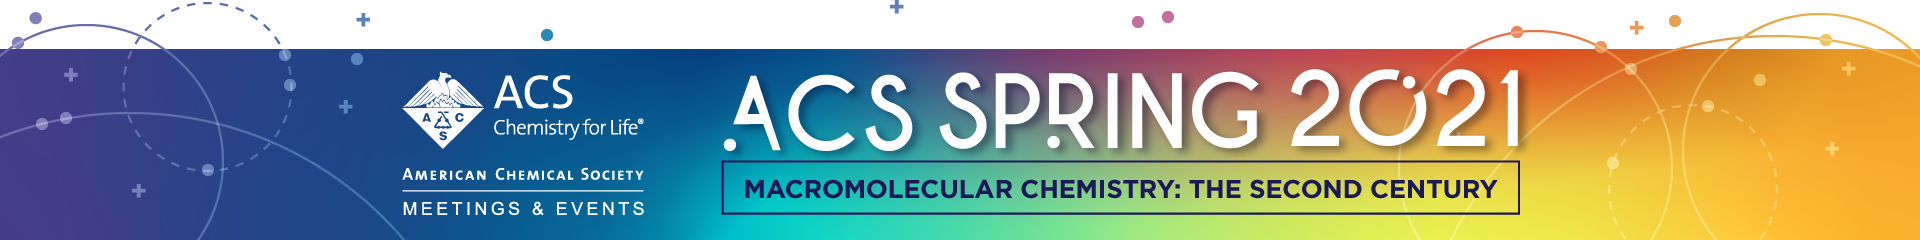 ACS
Chemistry for Life®
A C S
AMERICAN CHEMICAL SOCIETY
MEETINGS & EVENTS
ACS SPRING 2021
MACROMOLECULAR CHEMISTRY: THE SECOND CENTURY